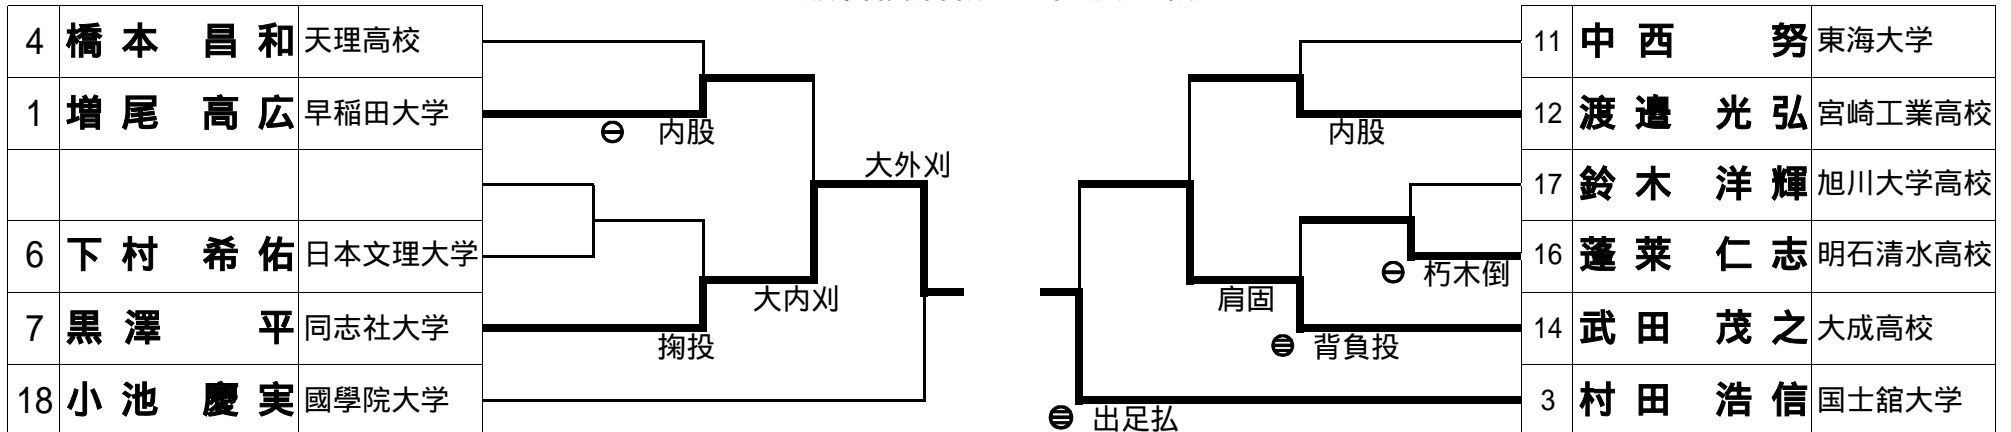 4 橋本 昌和 天理高校
1 増尾 高広 早稲田大学
内股
大外刈
6 下村 希佑 日本文理大学
大内刈
7 黒澤 平 同志社大学
掬投
18 小池 慶実 國學院大学
11 中西 努 東海大学
12 渡邉 光弘 宮崎工業高校
内股
17 鈴木 洋輝 旭川大学高校
16 蓬莱 仁志 明石清水高校
朽木倒
肩固
14 武田 茂之 大成高校
背負投
3 村田 浩信 国士舘大学
出足払